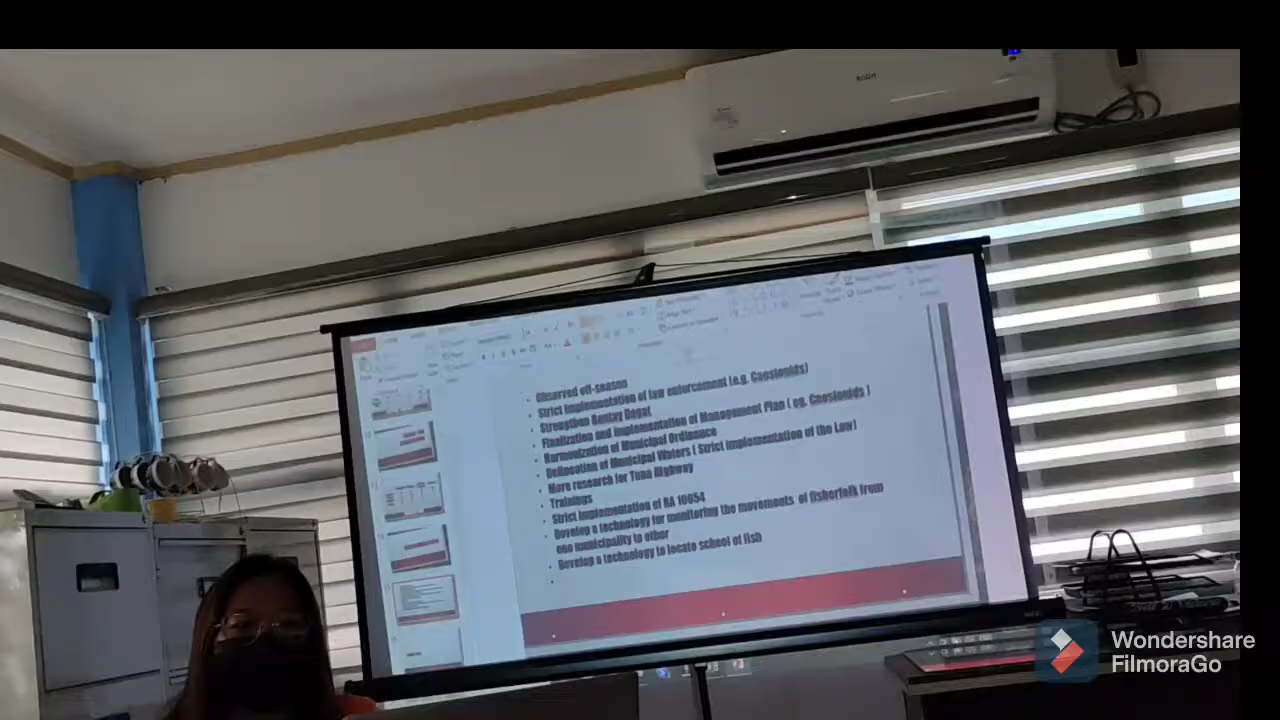 Observed off-season
Strict Implementation of law enforcement (e.g. Caesionids)
Strengthen Bantay Dagat
Finalization and Implementation of Management Plan ( eg. Caesionids )
Harmonization of Municipal Ordinance
Delineation of Municipal Waters ( Strict Implementation of the Law)
More research for Tuna Highway
Trainings
Strict Implementation of RA 10654
Develop a technology for monitoring the movements of fisherfolk from
one municipality to other
Develop a technology to locate school of fish
Wondershare
FilmoraGo